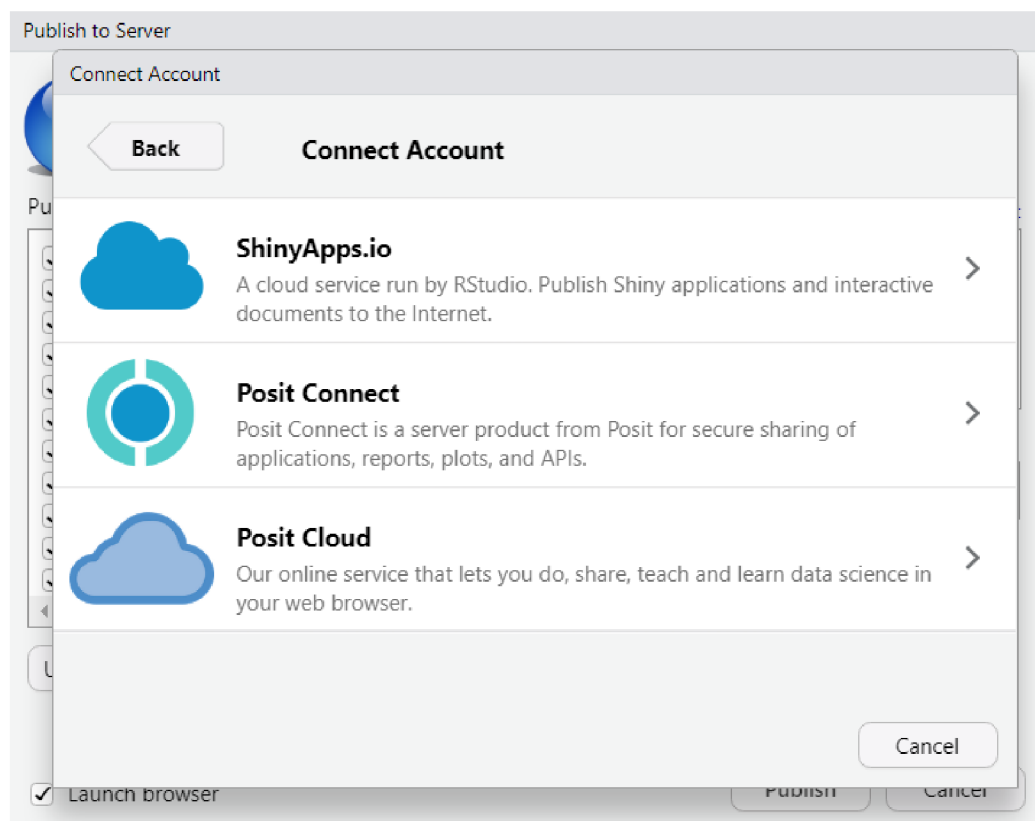 Publish to Server
Connect Account
Back
Connect Account
ShinyApps.io
A cloud service run by RStudio. Publish Shiny applications and interactive
documents to the Internet.
Posit Connect
Posit Connect is a server product from Posit for secure sharing of
applications, reports, plots, and APIs.
Posit Cloud
Our online service that lets you do, share, teach and learn data science in
your web browser.
Cancel
Launch browser
Publish
Cancel